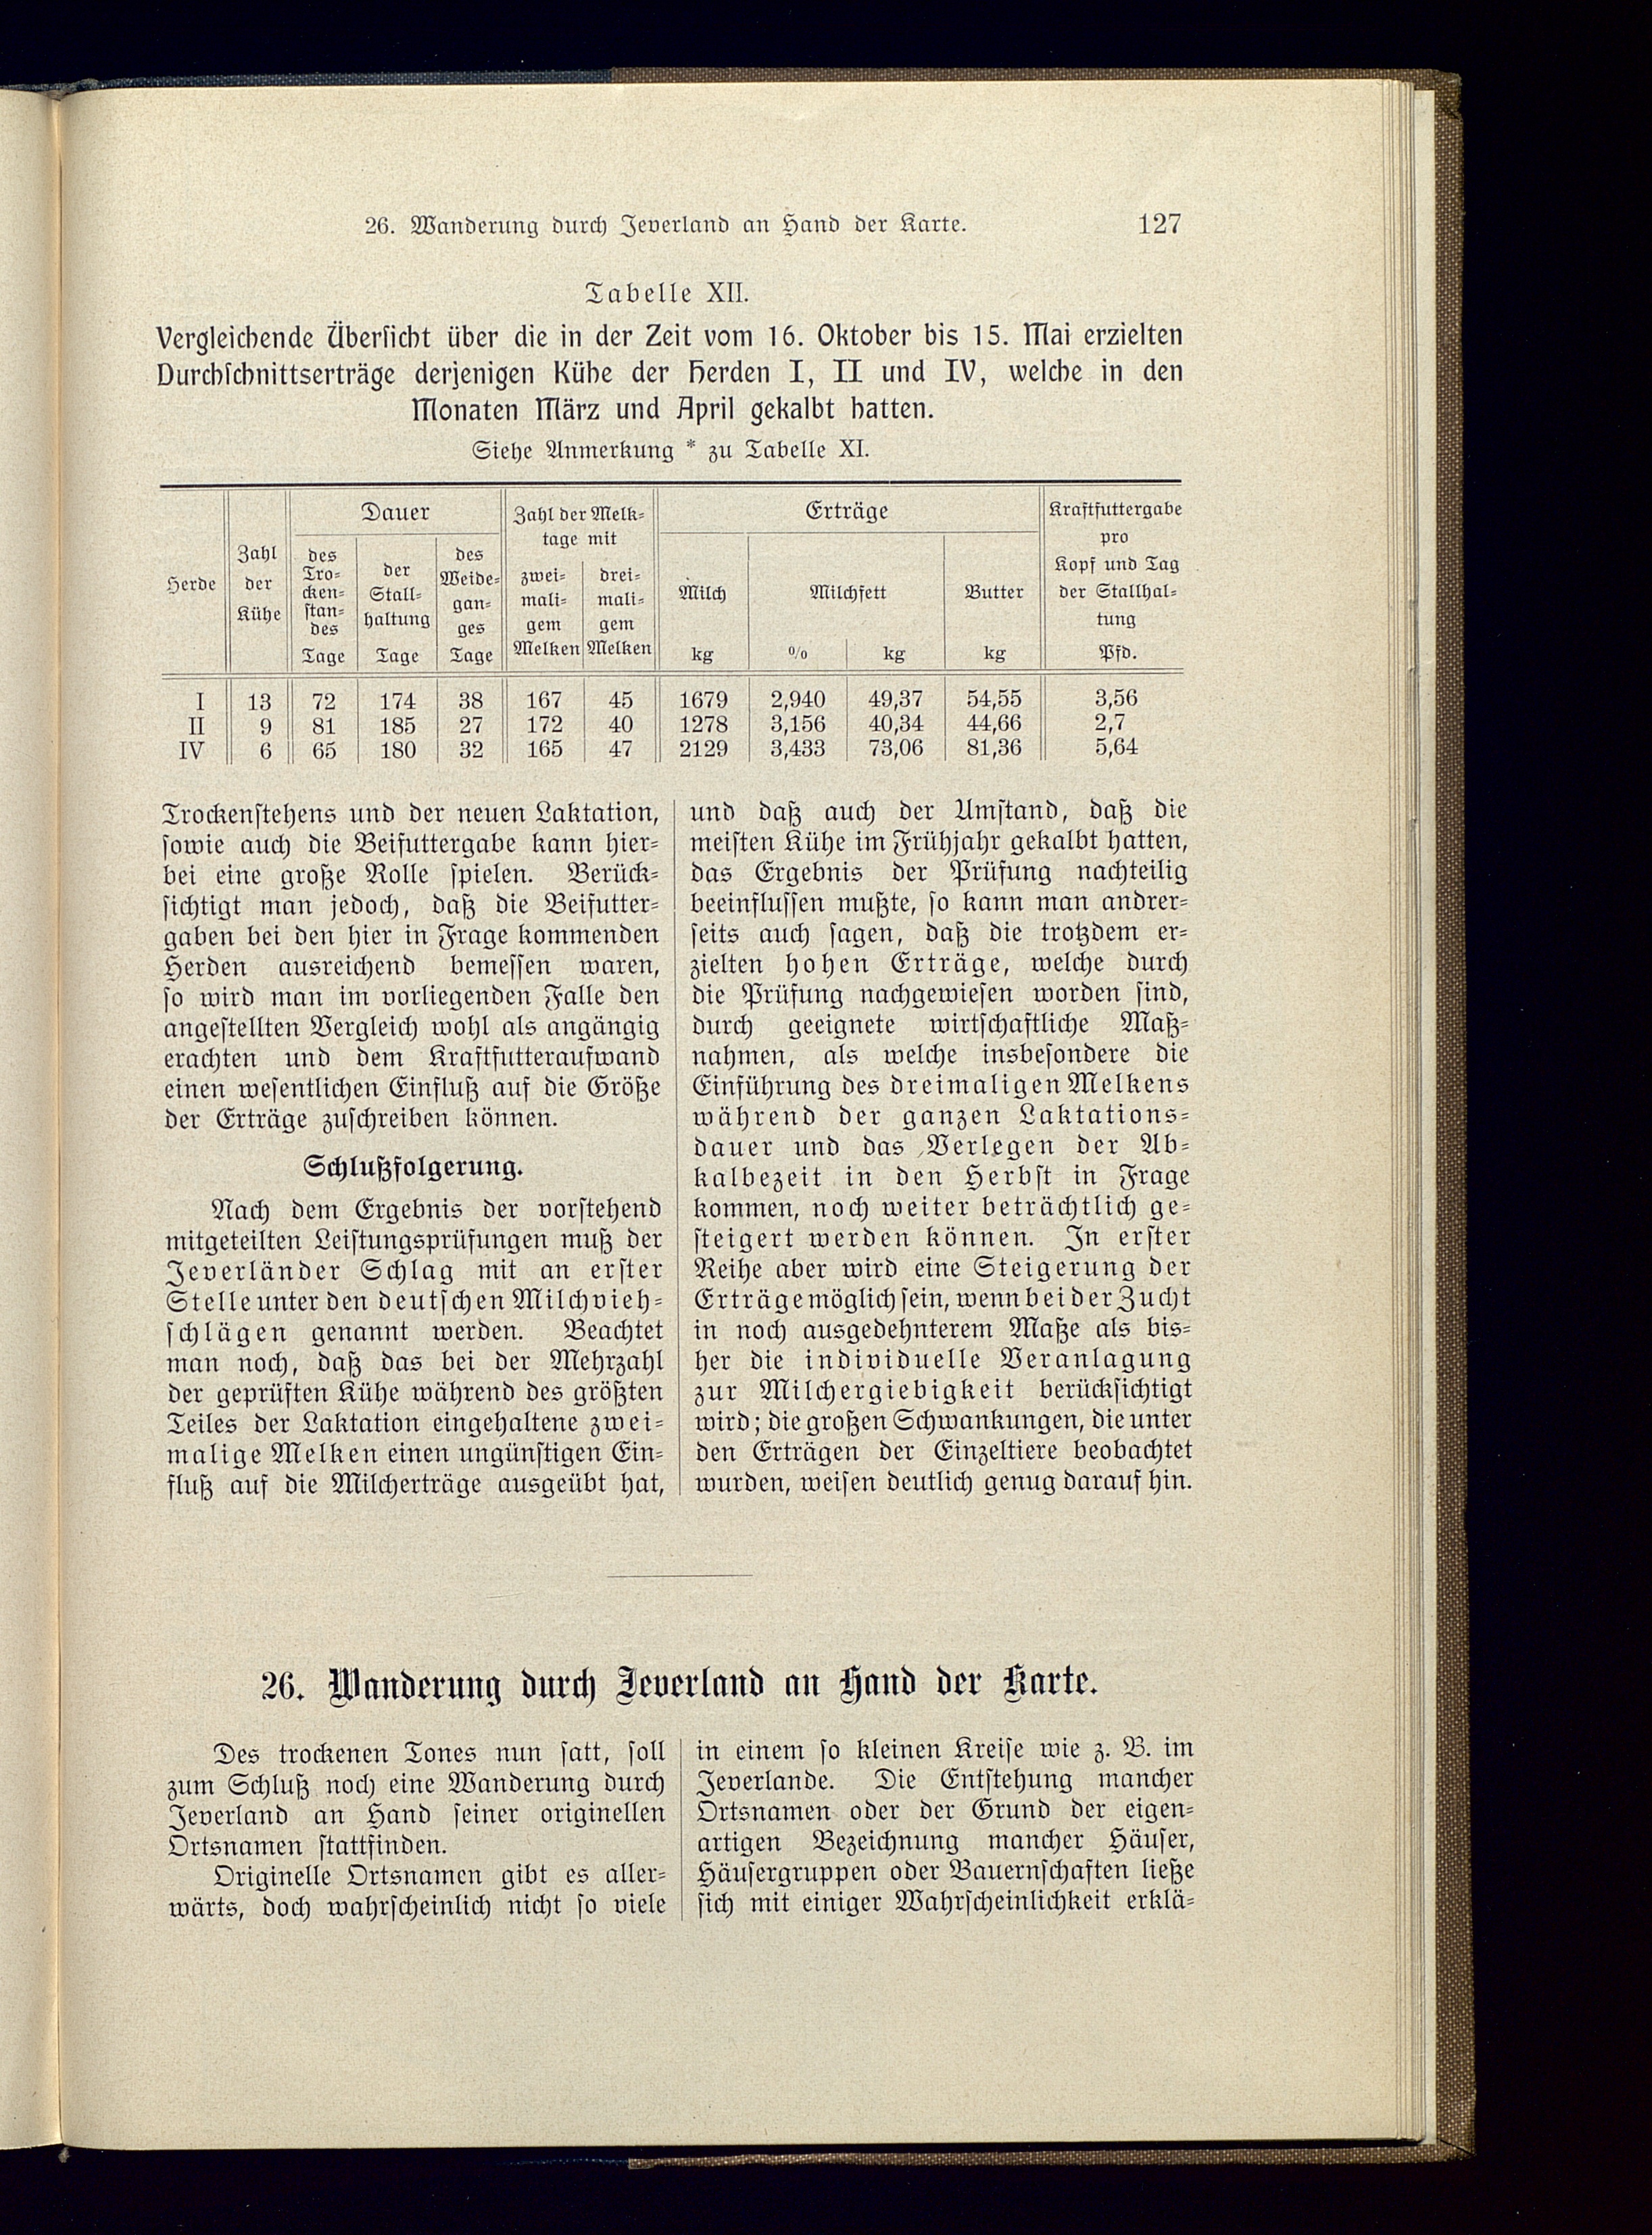 26. Wanderung durch Jeverland an Hand der Karte. 127
Tabelle XII.
Vergleichende Übersicht über die in der Zeit vom 16. Oktober bis 15. Mai erzielten
Durchschnittserträge derjenigen Kühe der Herden I, II und IV, welche in den
Monaten März und April gekalbt hatten.
Siehe Anmerkung * zu Tabelle XI.
Herde
Zahl
der
Kühe
Dauer
des
Tro-
cken-
stan-
des
Tage
der
Stall-
haltung
Tage
des
Weide-
gan-
ges
Tage
Zahl der Melk-
tage mit
zwei-
mali-
gem
Melken
drei-
mali-
gem
Melken
Erträge
Milch
kg
Milchfett
% kg
Butter
kg
Kraftfuttergabe
pro
Kopf und Tag
der Stallhal-
tung
Pfd.
I 13 72 174 38 167 45 1679 2,940 49,37 54,55 3,56
II 9 81 185 27 172 40 1278 3,156 40,34 44,66 2,7
IV 6 65 180 32 165 47 2129 3,433 73,06 81,36 5,64
Trockenstehens und der neuen Laktation,
sowie auch die Beifuttergabe kann hier-
bei eine große Rolle spielen. Berück-
sichtigt man jedoch, daß die Beifutter-
gaben bei den hier in Frage kommenden
Herden ausreichend bemessen waren,
so wird man im vorliegenden Falle den
angestellten Vergleich wohl als angängig
erachten und dem Kraftfutteraufwand
einen wesentlichen Einfluß auf die Größe
der Erträge zuschreiben können.
Schlußfolgerung.
Nach dem Ergebnis der vorstehend
mitgeteilten Leistungsprüfungen muß der
Jeverländer Schlag mit an erster
Stelle unter den deutschen Milchvieh-
schlägen genannt werden. Beachtet
man noch, daß das bei der Mehrzahl
der geprüften Kühe während des größten
Teiles der Laktation eingehaltene zwei-
malige Melken einen ungünstigen Ein-
fluß auf die Milcherträge ausgeübt hat,
und daß auch der Umstand, daß die
meisten Kühe im Frühjahr gekalbt hatten,
das Ergebnis der Prüfung nachteilig
beeinflussen mußte, so kann man andrer-
seits auch sagen, daß die trotzdem er-
zielten hohen Erträge, welche durch
die Prüfung nachgewiesen worden sind,
durch geeignete wirtschaftliche Maß-
nahmen, als welche insbesondere die
Einführung des dreimaligen Melkens
während der ganzen Laktations-
dauer und das Verlegen der Ab-
kalbezeit in den Herbst in Frage
kommen, noch weiter beträchtlich ge-
steigert werden können. In erster
Reihe aber wird eine Steigerung der
Erträge möglich sein, wenn bei der Zucht
in noch ausgedehnterem Maße als bis-
her die individuelle Veranlagung
zur Milchergiebigkeit berücksichtigt
wird; die großen Schwankungen, die unter
den Erträgen der Einzeltiere beobachtet
wurden, weisen deutlich genug darauf hin.
26. Wanderung durch Jeverland an Hand der Karte.
Des trockenen Tones nun satt, soll
zum Schluß noch eine Wanderung durch
Jeverland an Hand seiner originellen
Ortsnamen stattfinden.
Originelle Ortsnamen gibt es aller-
wärts, doch wahrscheinlich nicht so viele
in einem so kleinen Kreise wie z. B. im
Jeverlande. Die Entstehung mancher
Ortsnamen oder der Grund der eigen-
artigen Bezeichnung mancher Häuser,
Häusergruppen oder Bauernschaften ließe
sich mit einiger Wahrscheinlichkeit erklä-